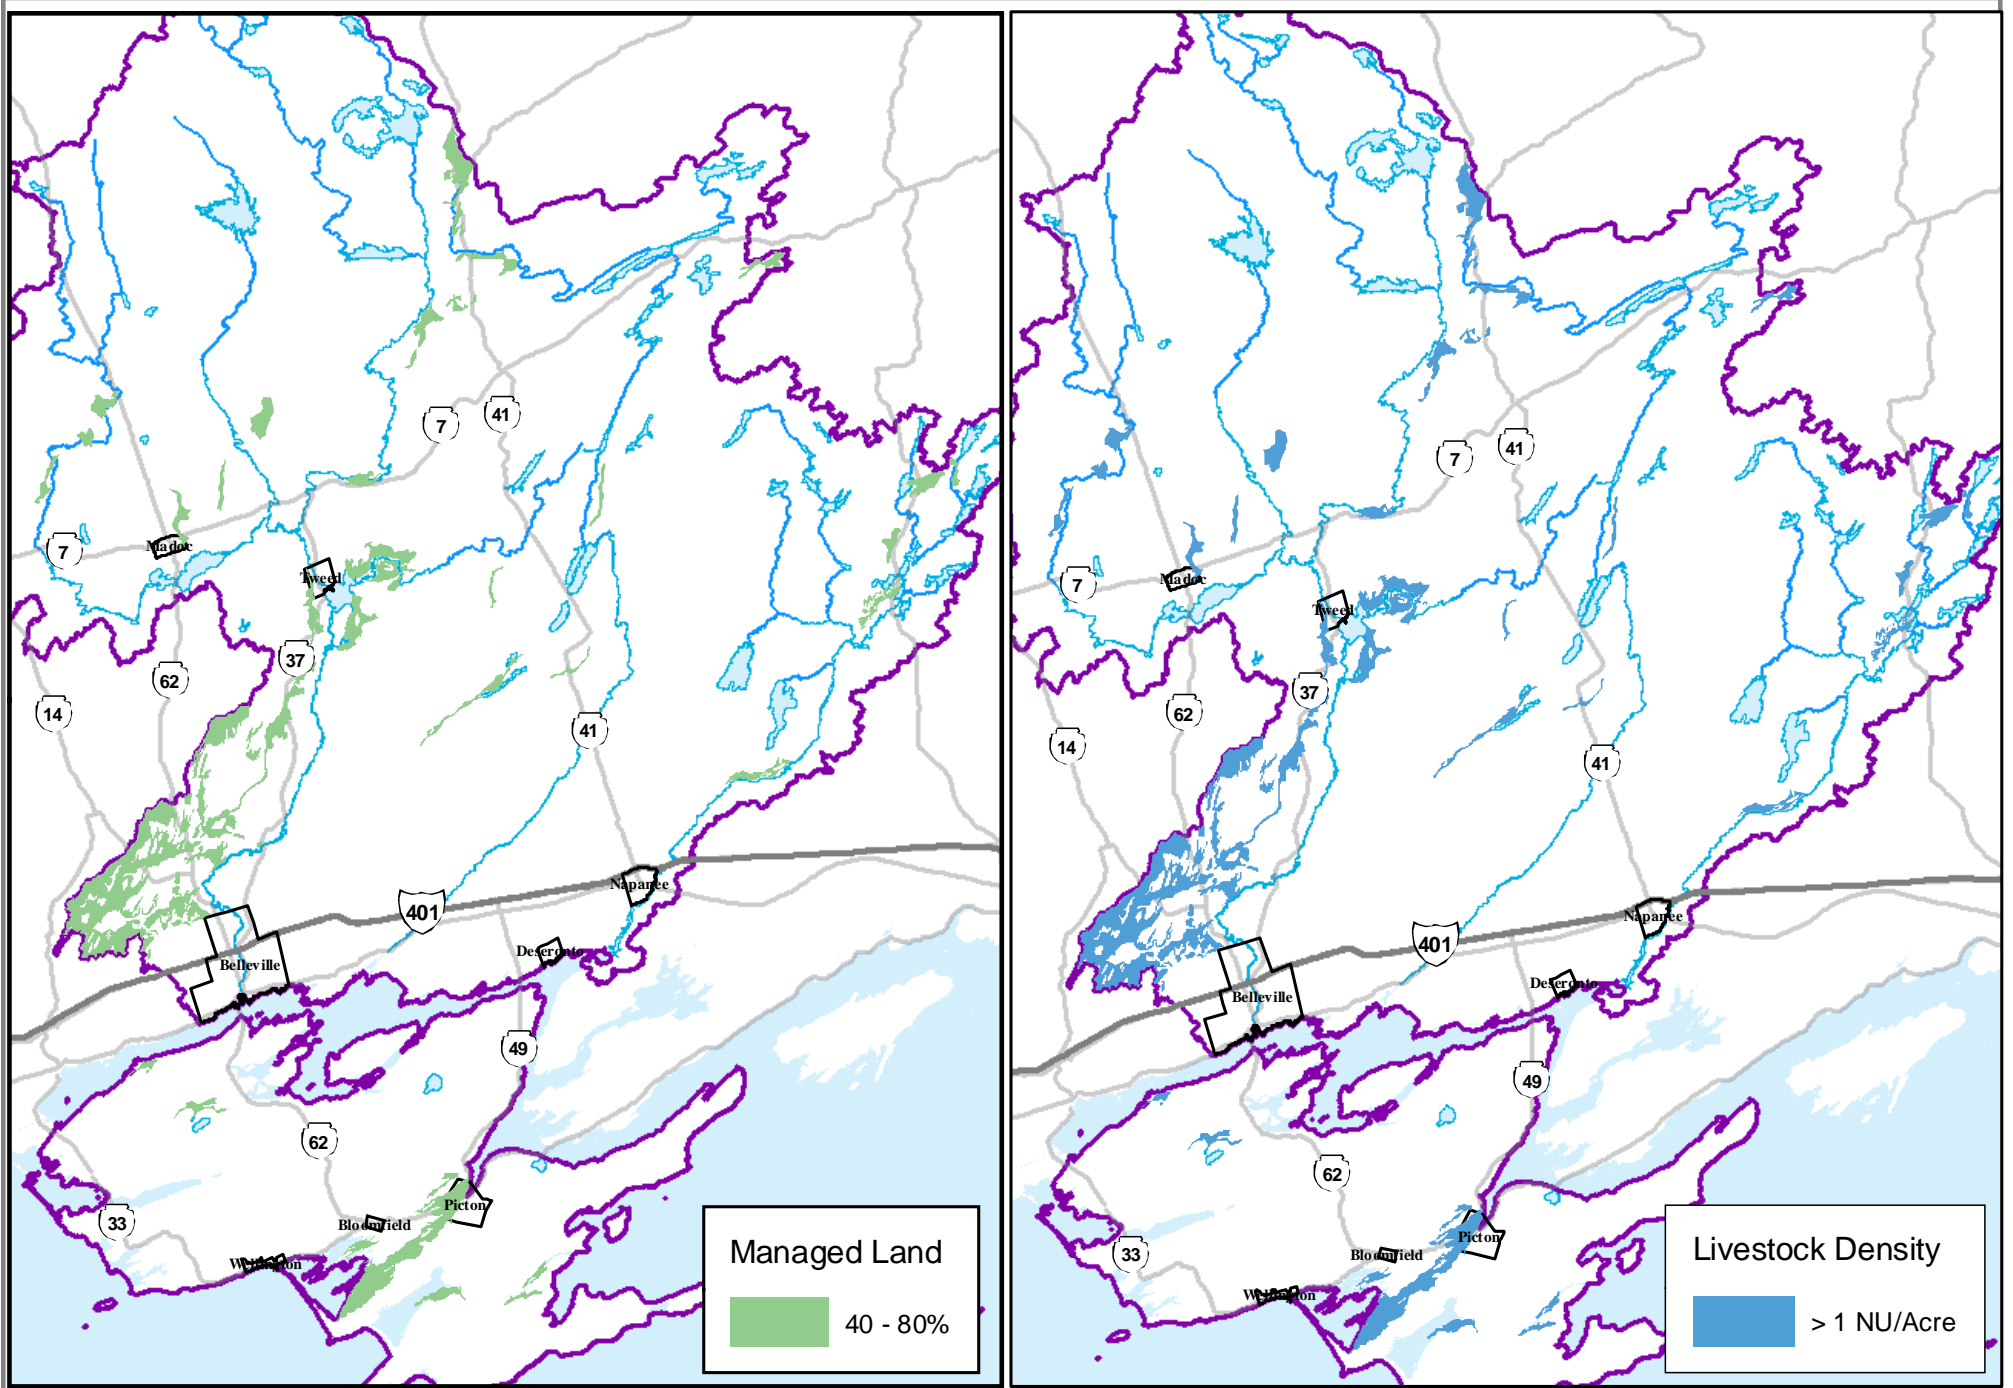 7
41
7
Madoc
Tweed
37
62
14
41
Napanee
401
Deseronto
Belleville
49
62
Picton
33
Bloomfield
Wellington
Managed Land
40 - 80%
7
41
7
Madoc
Tweed
37
62
14
41
Napanee
401
Deseronto
Belleville
49
62
Picton
33
Bloomfield
Wellington
Livestock Density
> 1 NU/Acre